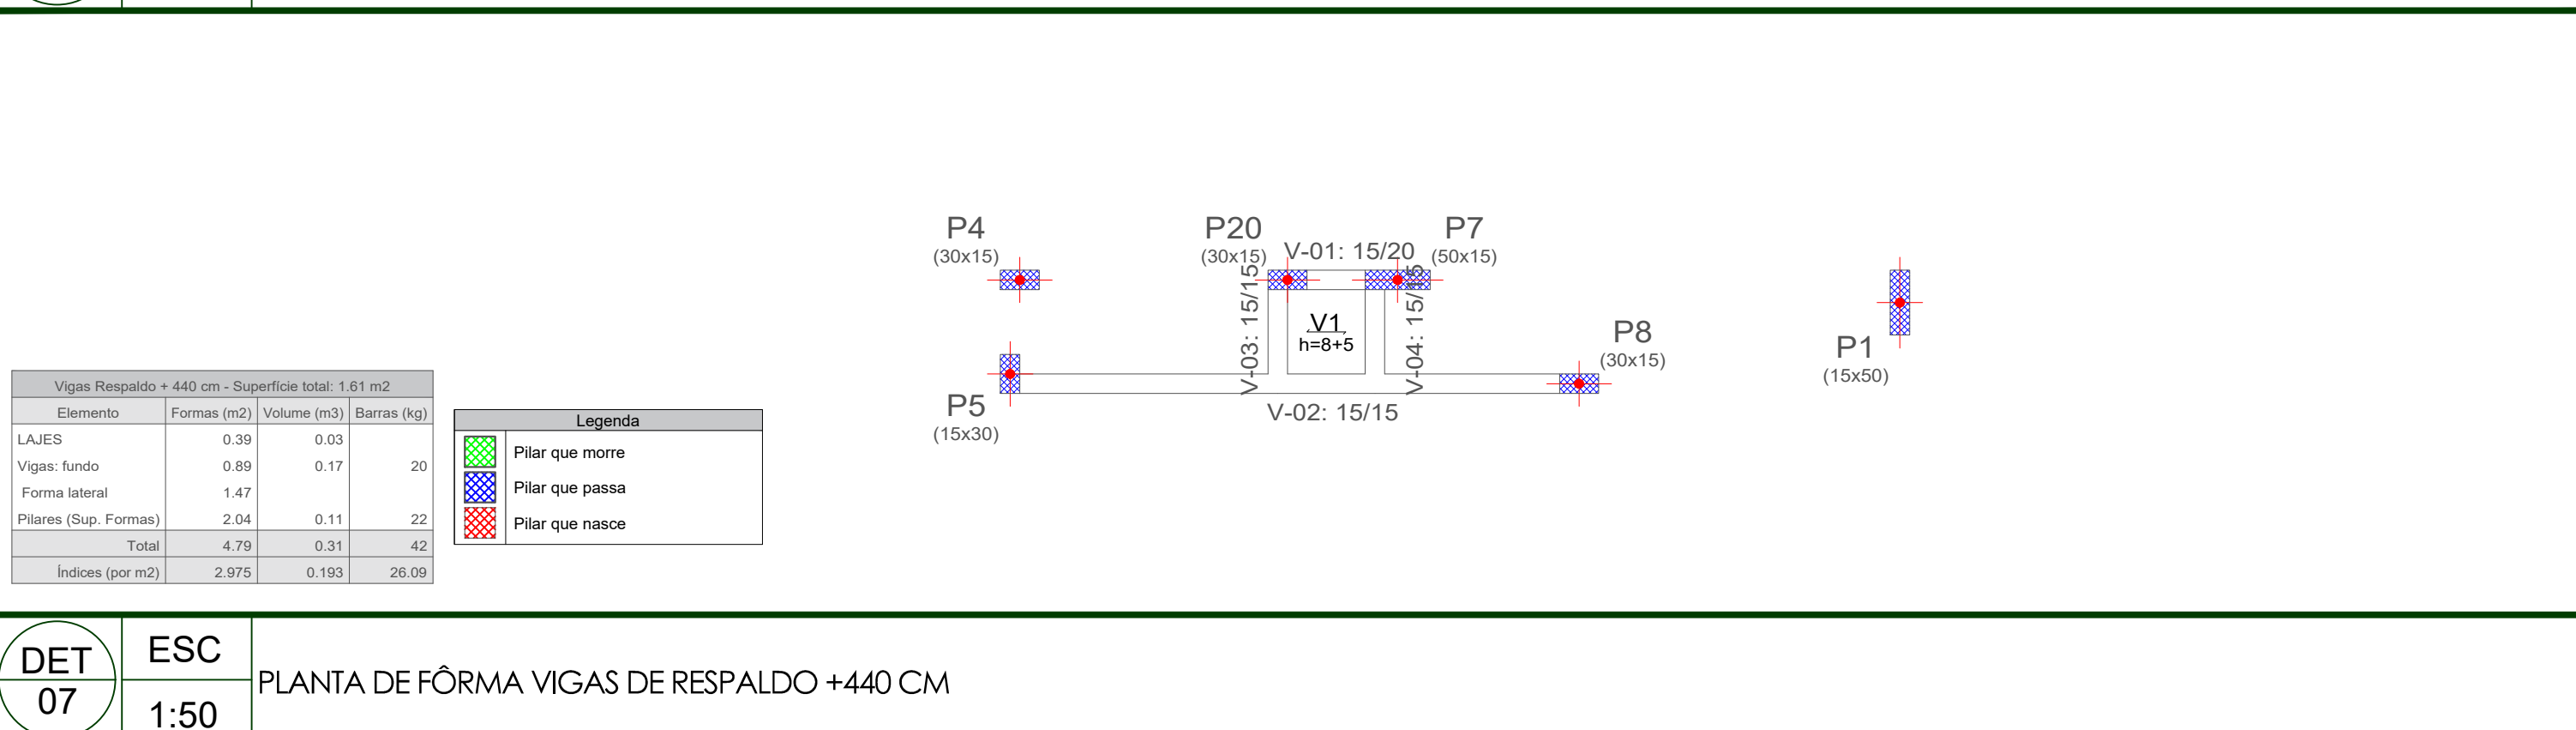 P4
(30x15)
P20
(30x15)
V-01: 15/20
P7
(50x15)
V-03: 15/15
V1
h=8+5
V-04: 15/15
P8
(30x15)
P1
(15x50)
P5
(15x30)
V-02: 15/15
Vigas Respaldo + 440 cm - Superfície total: 1.61 m2
Elemento Formas (m2) Volume (m3) Barras (kg)
LAJES 0.39 0.03
Vigas: fundo 0.89 0.17 20
Forma lateral 1.47
Pilares (Sup. Formas) 2.04 0.11 22
Total 4.79 0.31 42
Índices (por m2) 2.975 0.193 26.09
Legenda
Pilar que morre
Pilar que passa
Pilar que nasce
DET
07
ESC
1:50
PLANTA DE FÔRMA VIGAS DE RESPALDO +440 CM